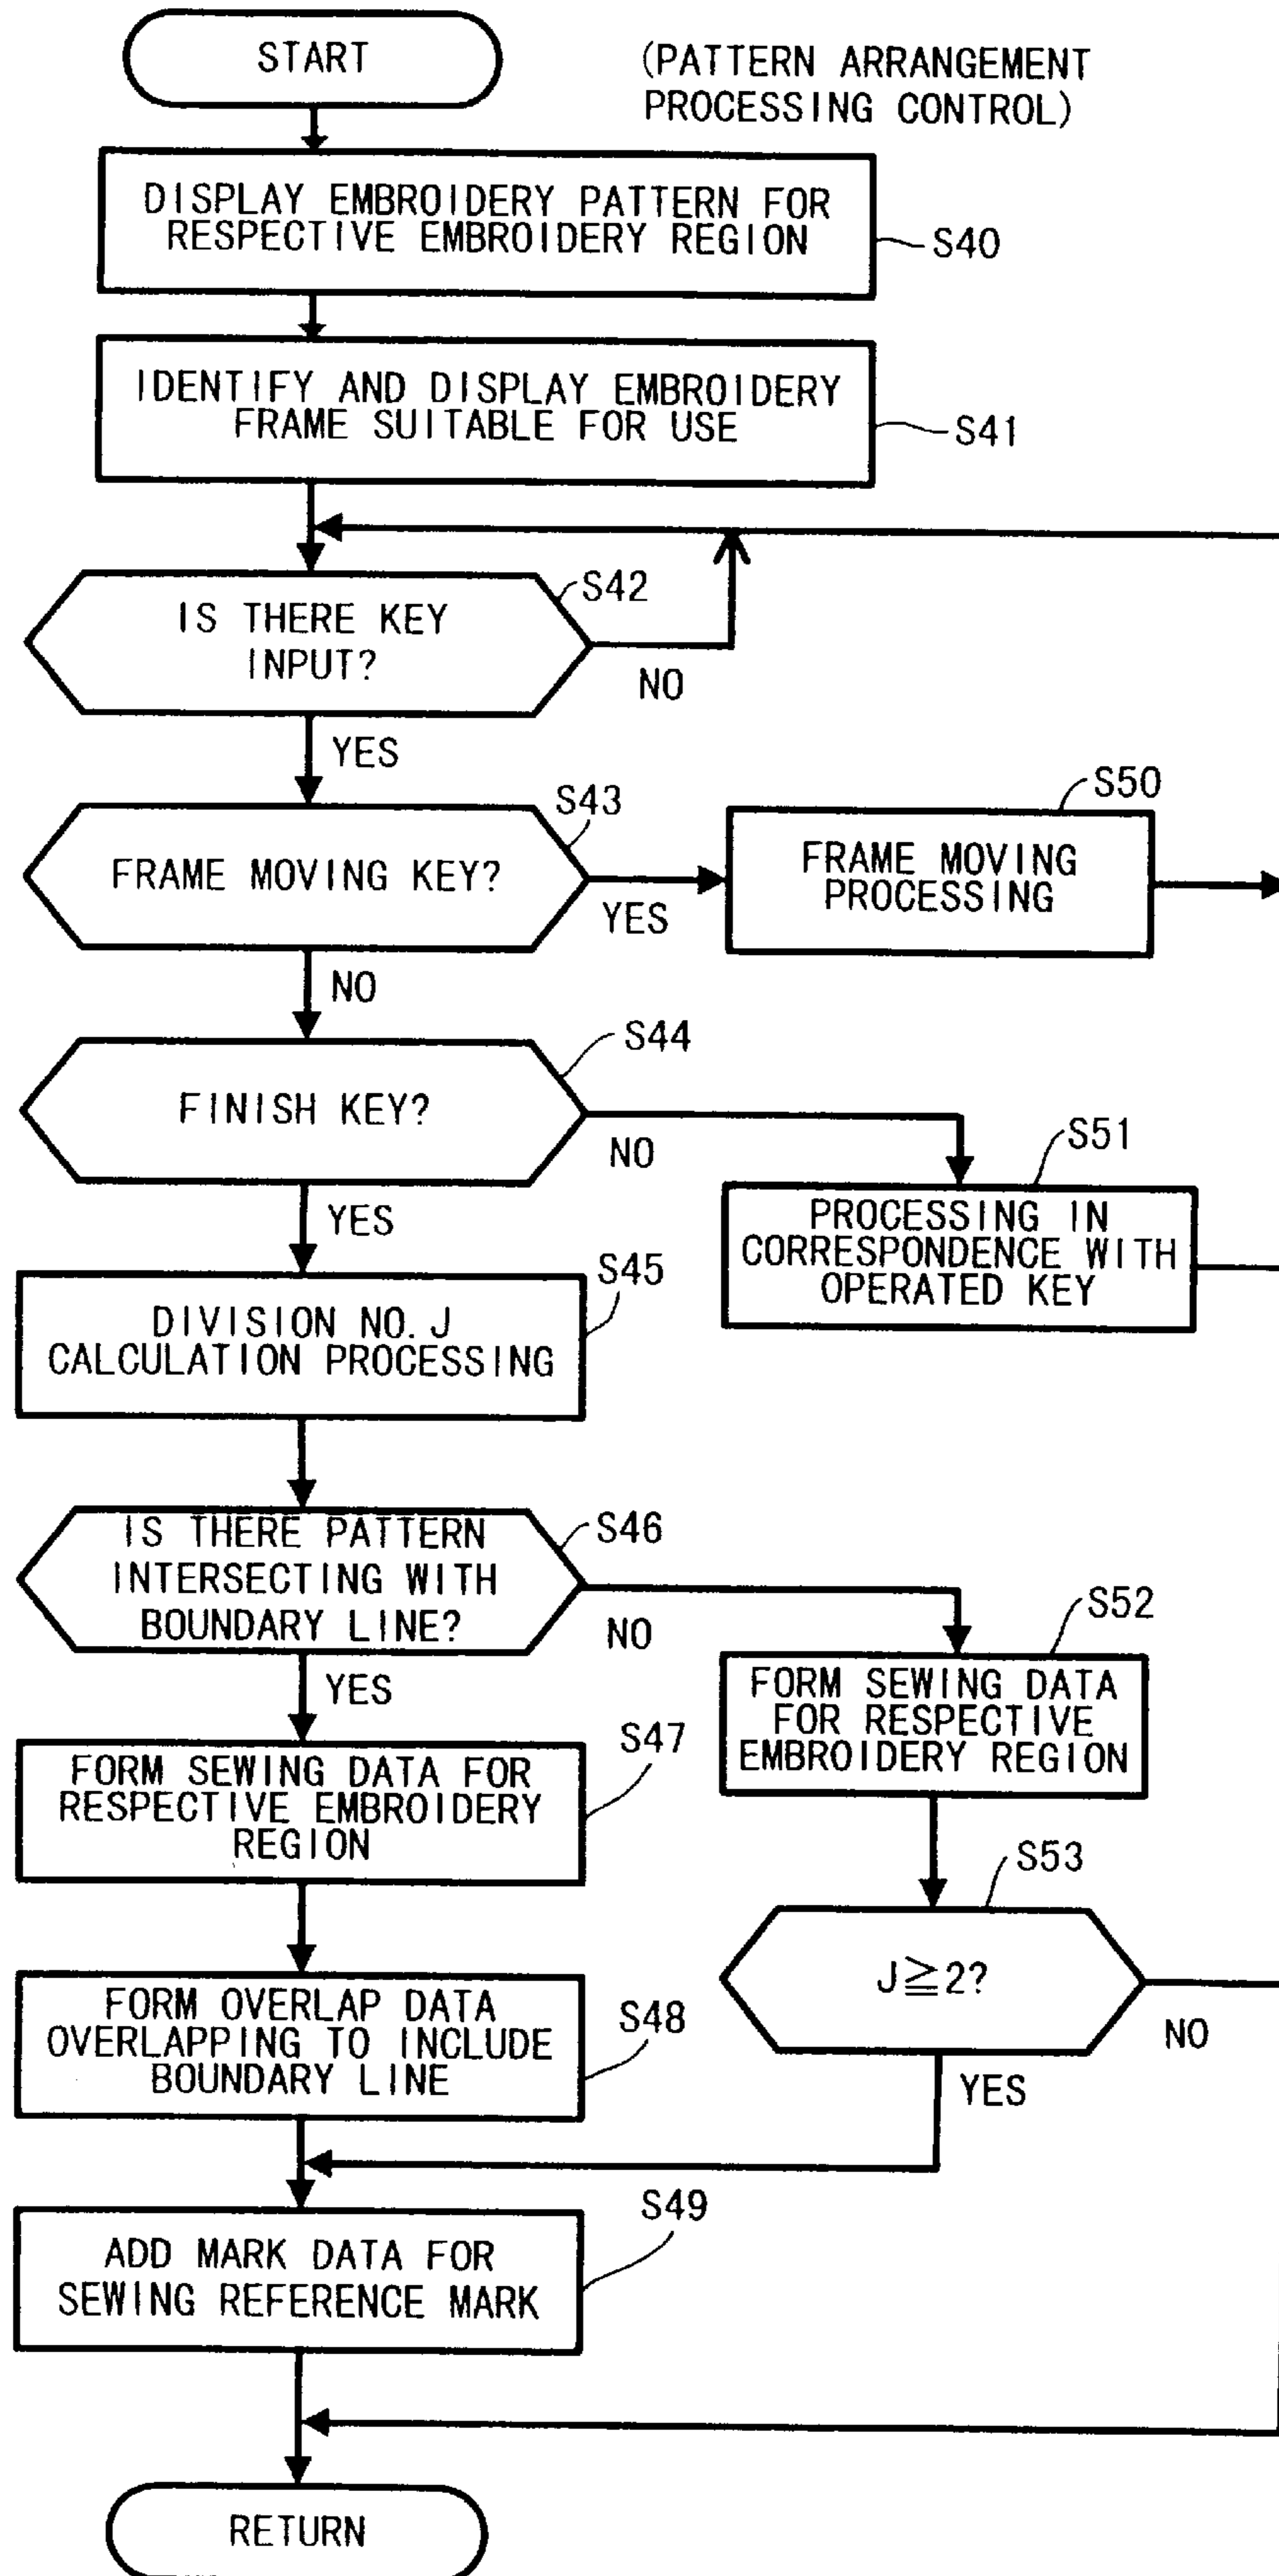 START
(PATTERN ARRANGEMENT
PROCESSING CONTROL)
DISPLAY EMBROIDERY PATTERN FOR
RESPECTIVE EMBROIDERY REGION
S40
IDENTIFY AND DISPLAY EMBROIDERY
FRAME SUITABLE FOR USE
S41
S42
IS THERE KEY
INPUT?
NO
YES
S43
FRAME MOVING KEY?
YES
S50
FRAME MOVING
PROCESSING
NO
S44
FINISH KEY?
NO
S51
PROCESSING IN
CORRESPONDENCE WITH
OPERATED KEY
YES
S45
DIVISION NO. J
CALCULATION PROCESSING
S46
IS THERE PATTERN
INTERSECTING WITH
BOUNDARY LINE?
NO
S52
FORM SEWING DATA
FOR RESPECTIVE
EMBROIDERY REGION
YES
S47
FORM SEWING DATA FOR
RESPECTIVE EMBROIDERY
REGION
S53
J≧2?
NO
YES
S48
FORM OVERLAP DATA
OVERLAPPING TO INCLUDE
BOUNDARY LINE
S49
ADD MARK DATA FOR
SEWING REFERENCE MARK
RETURN